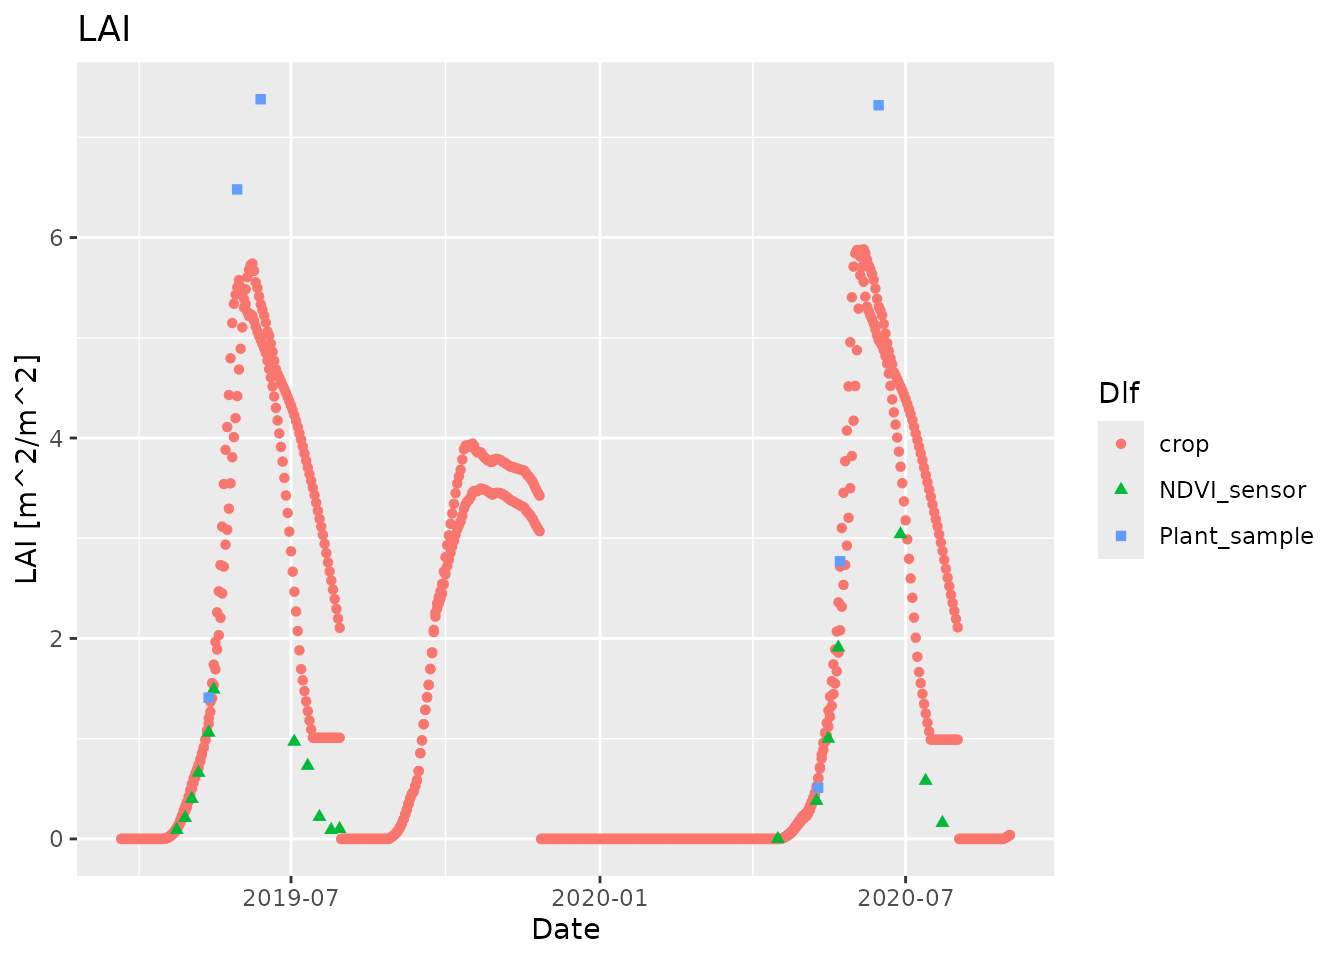 LAI
LAI [m^2/m^2]
6
4
2
0
2019-07
2020-01
2020-07
Date
Dlf
crop
NDVI_sensor
Plant_sample